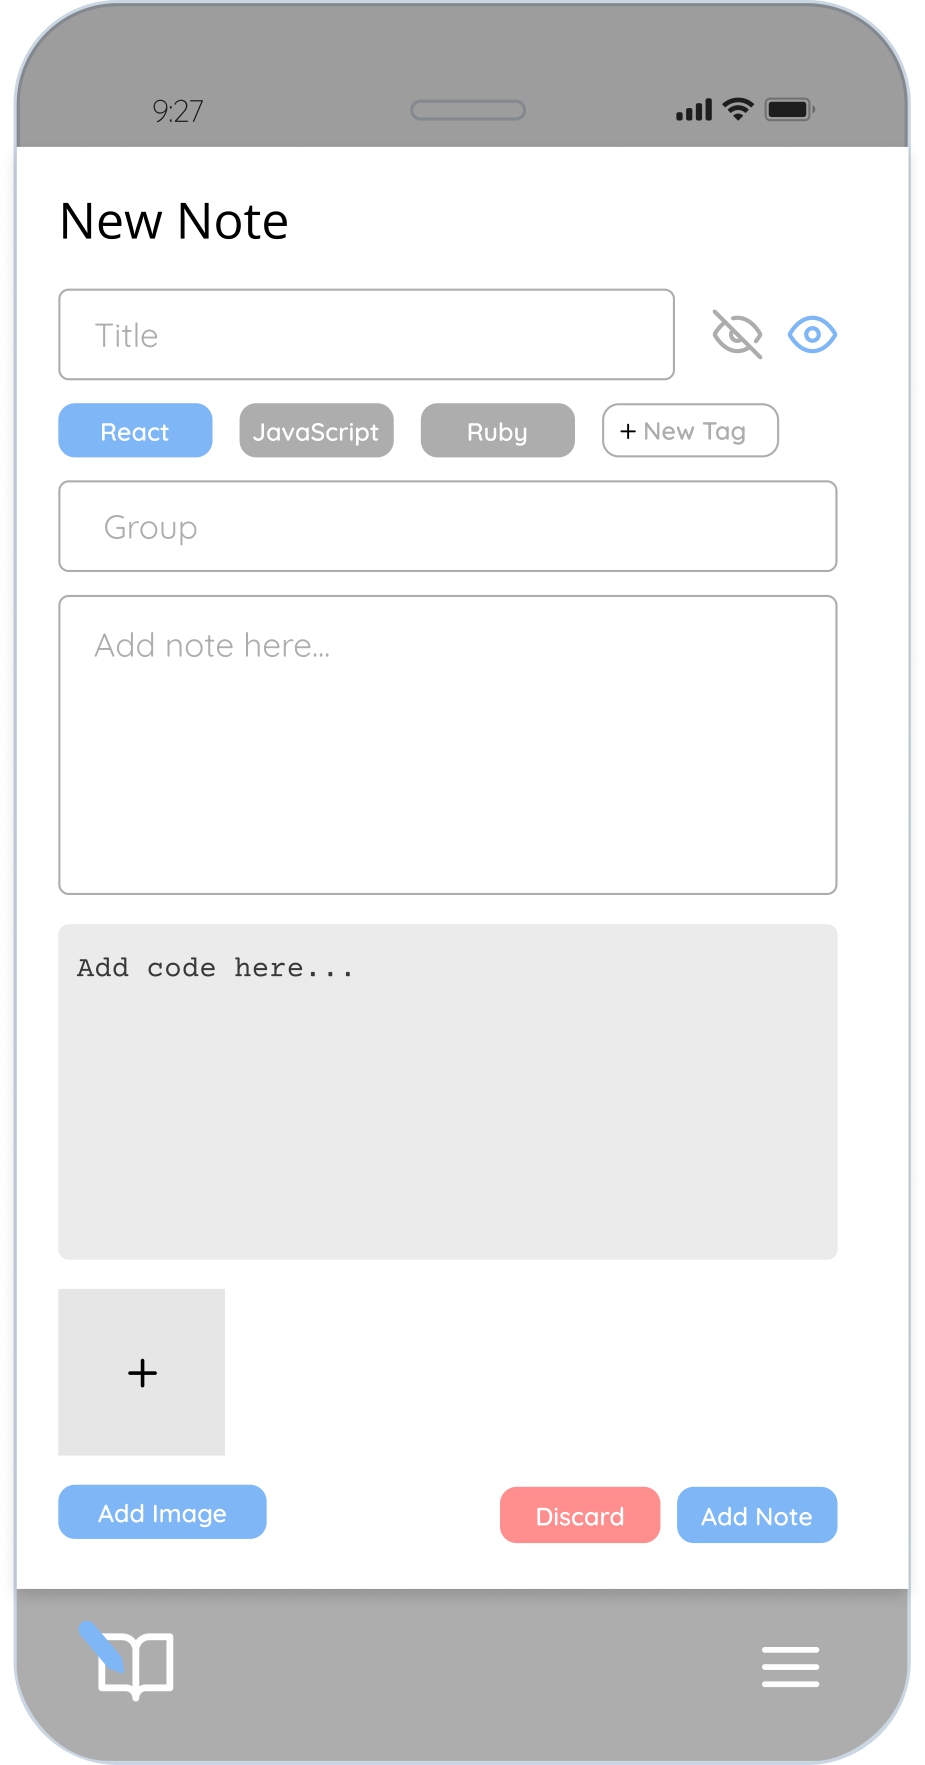 9:27
New Note
Title
React JavaScript Ruby + New Tag
Group
Add note here...
Add code here...
+
Add Image Discard Add Note